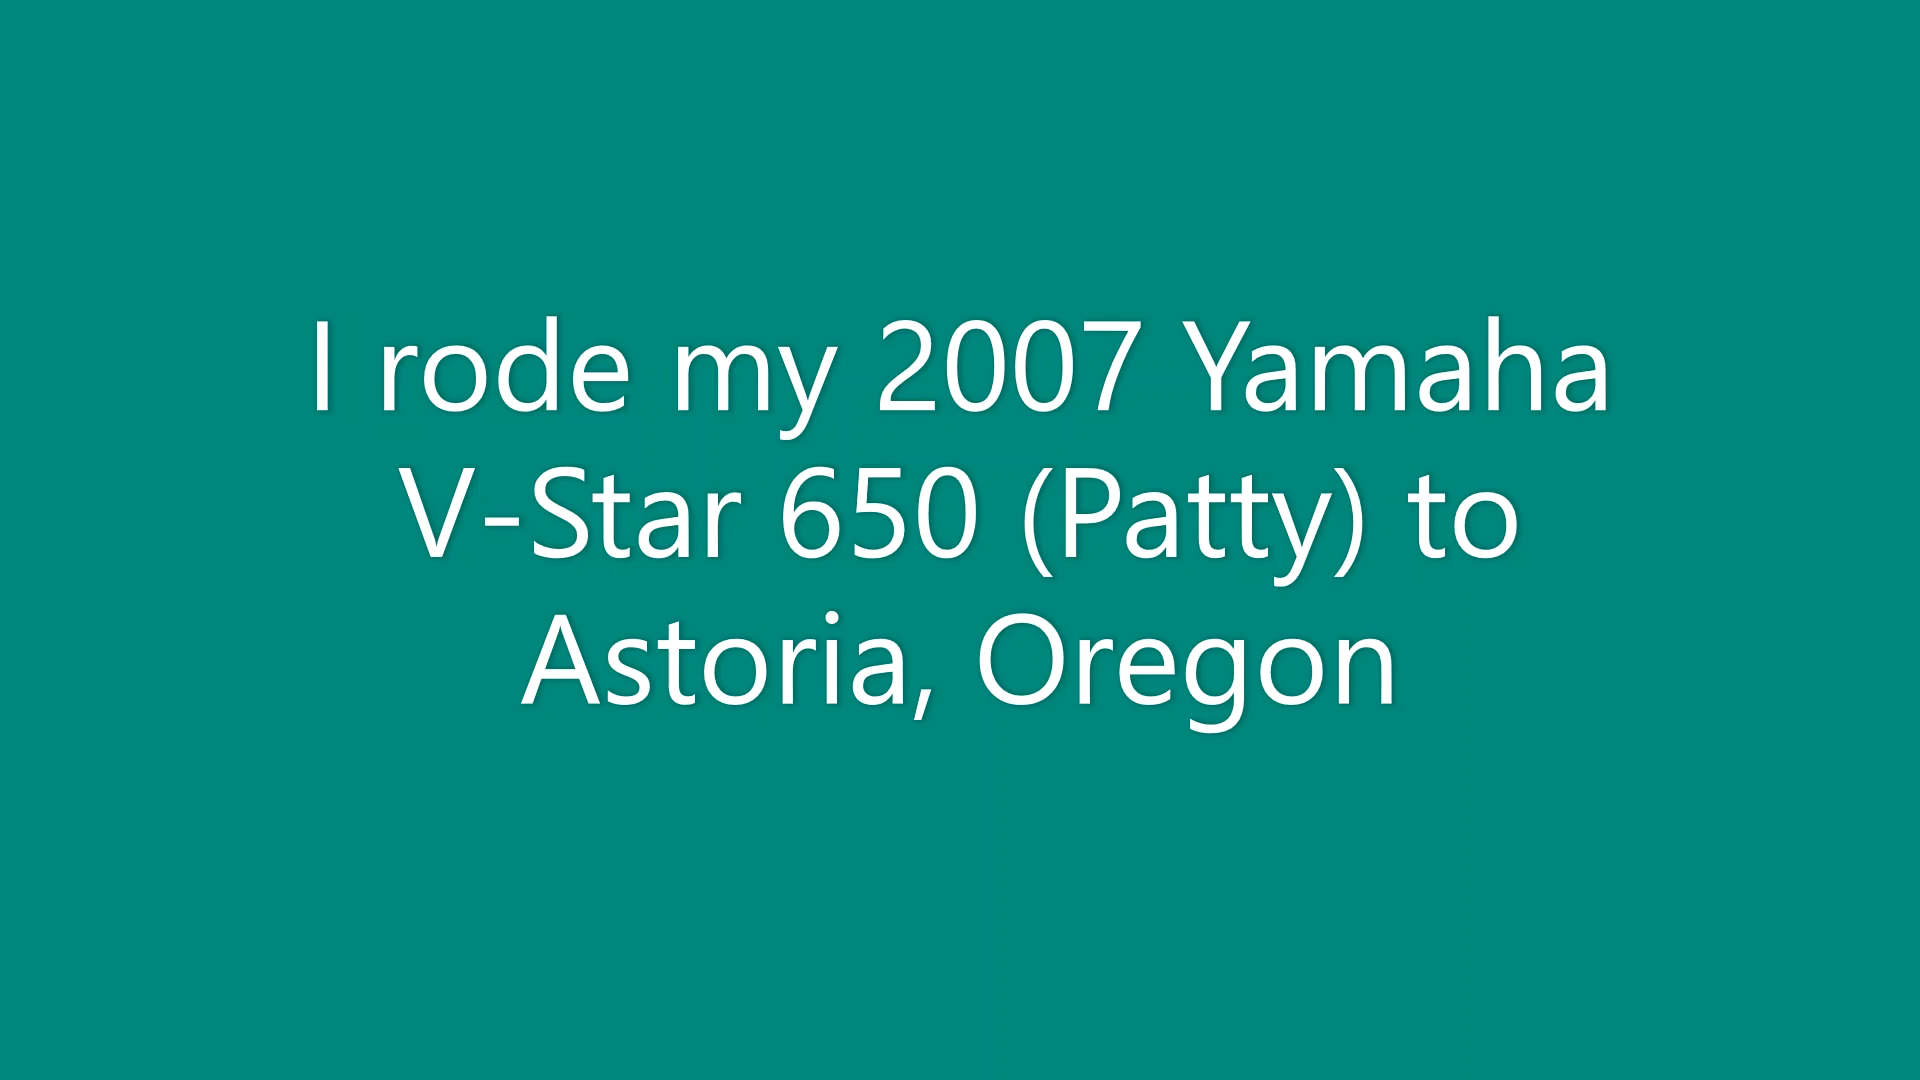 I rode my 2007 Yamaha
V-Star 650 (Patty) to
Astoria, Oregon